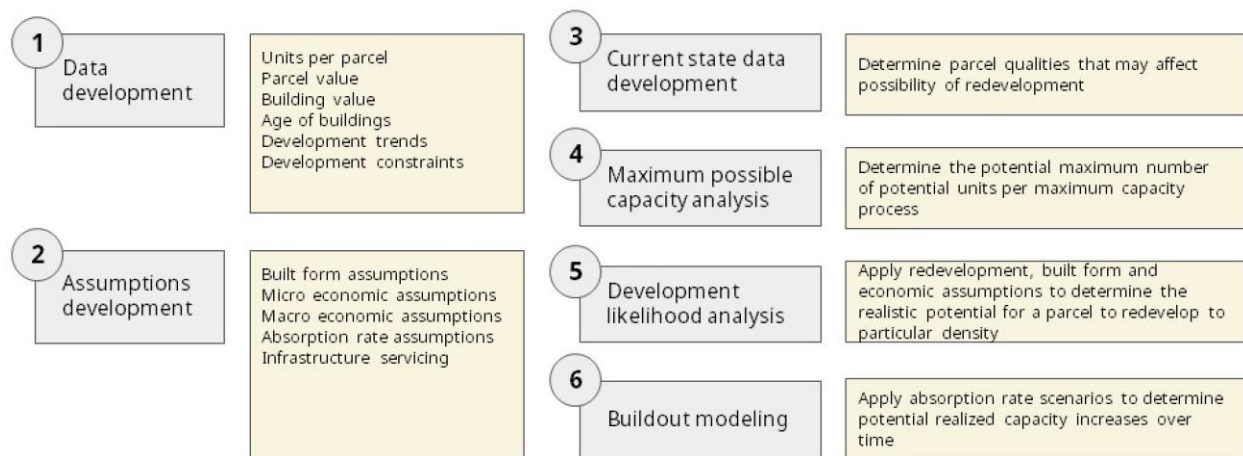 1
Data
development
Units per parcel
Parcel value
Building value
Age of buildings
Development trends
Development constraints
2
Assumptions
development
Built form assumptions
Micro economic assumptions
Macro economic assumptions
Absorption rate assumptions
Infrastructure servicing
3
Current state data
development
Determine parcel qualities that may affect
possibility of redevelopment
4
Maximum possible
capacity analysis
Determine the potential maximum number
of potential units per maximum capacity
process
5
Development
likelihood analysis
Apply redevelopment, built form and
economic assumptions to determine the
realistic potential for a parcel to redevelop to
particular density
6
Buildout modeling
Apply absorption rate scenarios to determine
potential realized capacity increases over
time